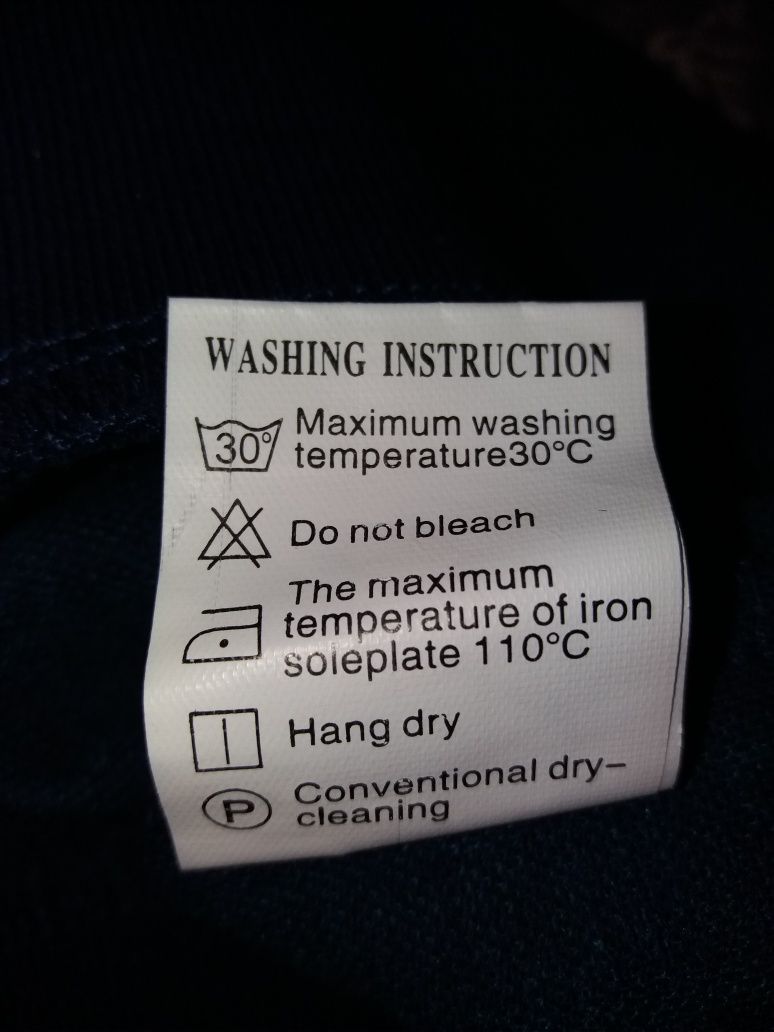 WASHING INSTRUCTION
30° Maximum washing
temperature30°C
Do not bleach
The maximum
temperature of iron
soleplate 110°C
Hang dry
Conventional dry-
P cleaning